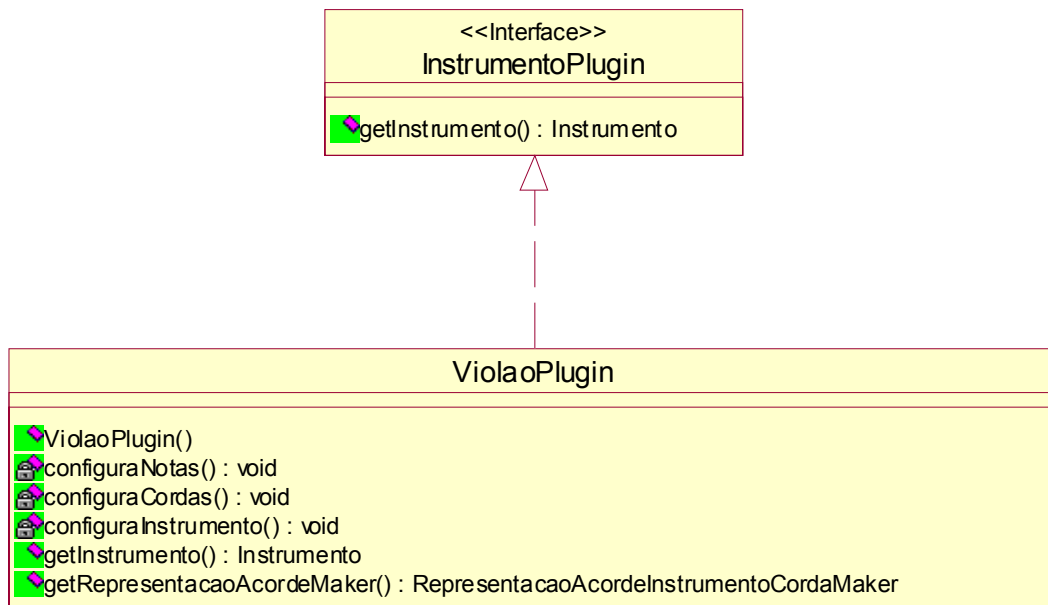 <<Interface>>
InstrumentoPlugin
getInstrumento() : Instrumento
ViolaoPlugin
ViolaoPlugin()
configuraNotas() : void
configuraCordas() : void
configuraInstrumento() : void
getInstrumento() : Instrumento
getRepresentacaoAcordeMaker() : RepresentacaoAcordeInstrumentoCordaMaker